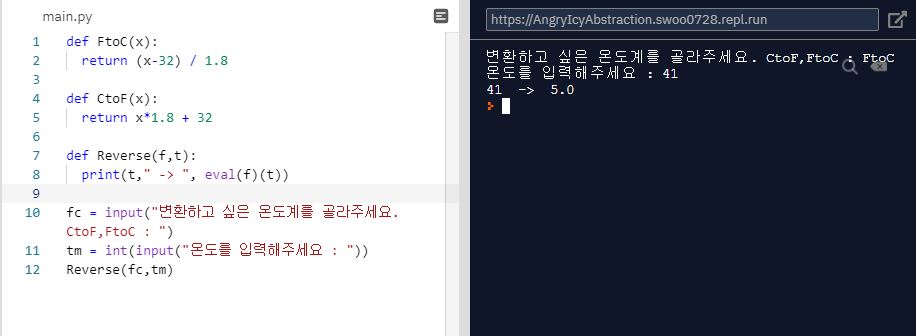 main.py
1 def FtoC(x):
2 return (x-32) / 1.8
3
4 def CtoF(x):
5 return x*1.8 + 32
6
7 def Reverse(f,t):
8 print(t," -> ", eval(f)(t))
9
10 fc = input("변환하고 싶은 온도계를 골라주세요.
CtoF,FtoC : ")
11 tm = int(input("온도를 입력해주세요 : "))
12 Reverse(fc,tm)
https://AngryIcyAbstraction.swoo0728.repl.run
변환하고 싶은 온도계를 골라주세요. CtoF,FtoC : FtoC
온도를 입력해주세요 : 41
41  ->  5.0